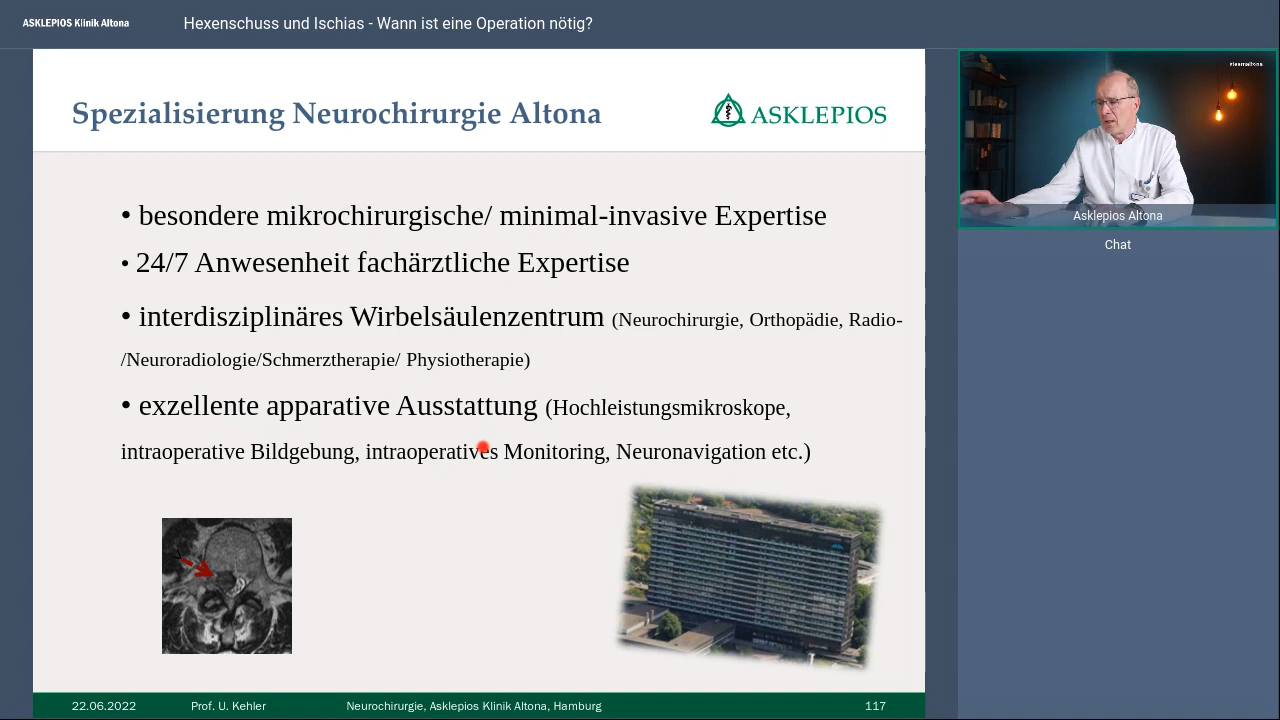 ASKLEPIOS Klinik Altona
Hexenschuss und Ischias - Wann ist eine Operation nötig?
Spezialisierung Neurochirurgie Altona
ASKLEPIOS
• besondere mikrochirurgische/ minimal-invasive Expertise
• 24/7 Anwesenheit fachärztliche Expertise
• interdisziplinäres Wirbelsäulenzentrum (Neurochirurgie, Orthopädie, Radio-
/Neuroradiologie/Schmerztherapie/ Physiotherapie)
• exzellente apparative Ausstattung (Hochleistungsmikroskope,
intraoperative Bildgebung, intraoperatives Monitoring, Neuronavigation etc.)
22.06.2022 Prof. U. Kehler Neurochirurgie, Asklepios Klinik Altona, Hamburg 117
#teamaltona
Asklepios Altona
Chat